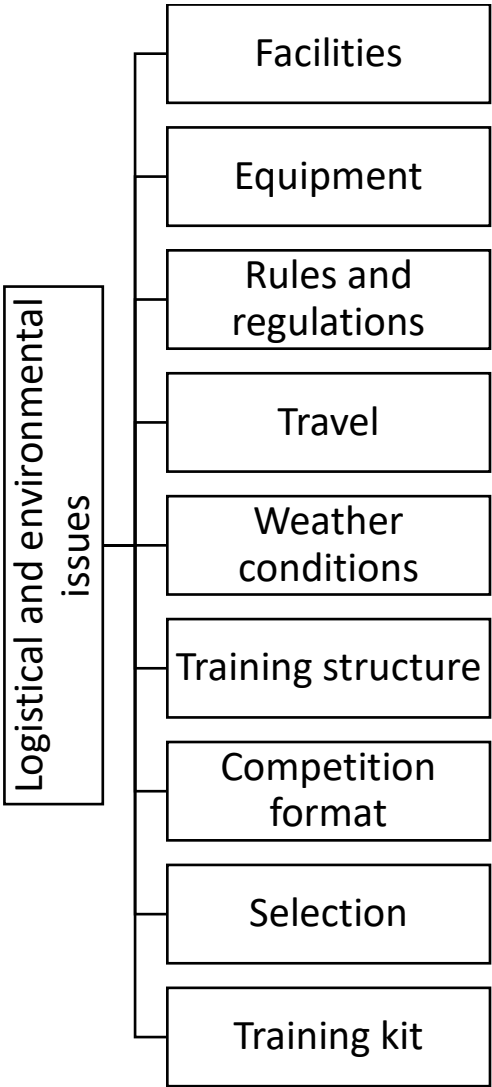 Logistical and environmental
issues
Facilities
Equipment
Rules and
regulations
Travel
Weather
conditions
Training structure
Competition
format
Selection
Training kit